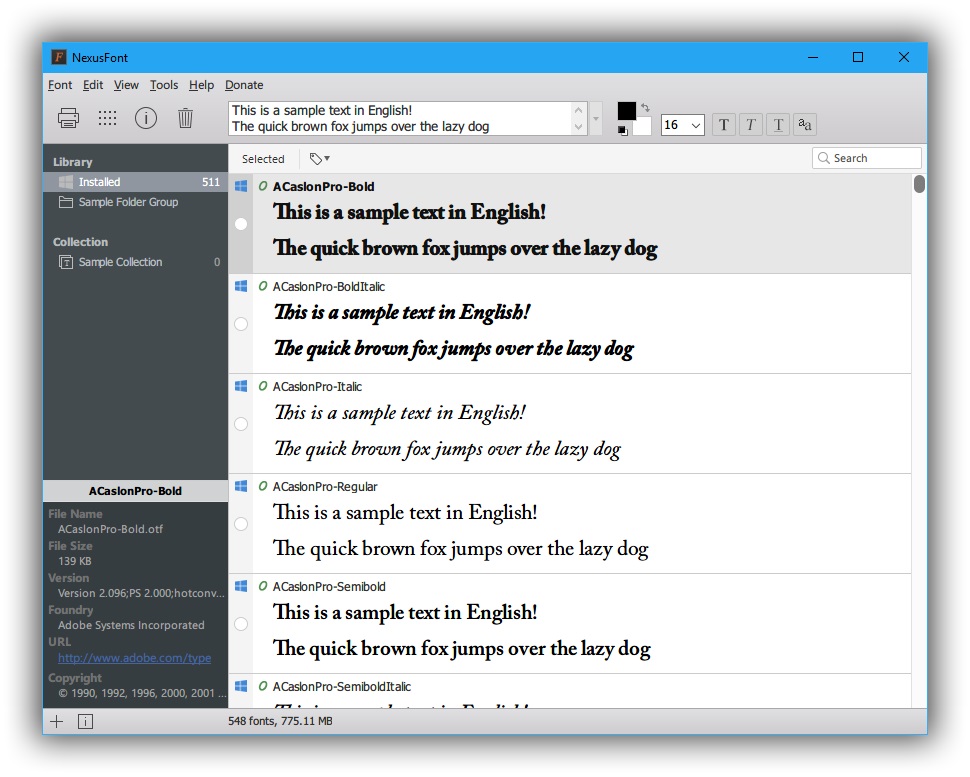 NexusFont
Font Edit View Tools Help Donate
This is a sample text in English!
The quick brown fox jumps over the lazy dog
16 T T T aa
Library
Installed 511
Sample Folder Group
Collection
Sample Collection 0
Selected
Search
ACaslonPro-Bold
This is a sample text in English!
The quick brown fox jumps over the lazy dog
ACaslonPro-BoldItalic
This is a sample text in English!
The quick brown fox jumps over the lazy dog
ACaslonPro-Italic
This is a sample text in English!
The quick brown fox jumps over the lazy dog
ACaslonPro-Regular
This is a sample text in English!
The quick brown fox jumps over the lazy dog
ACaslonPro-Semibold
This is a sample text in English!
The quick brown fox jumps over the lazy dog
ACaslonPro-SemiboldItalic
ACaslonPro-Bold
File Name
ACaslonPro-Bold.otf
File Size
139 KB
Version
Version 2.096;PS 2.000;hotconv...
Foundry
Adobe Systems Incorporated
URL
http://www.adobe.com/type
Copyright
© 1990, 1992, 1996, 2000, 2001 ...
548 fonts, 775.11 MB